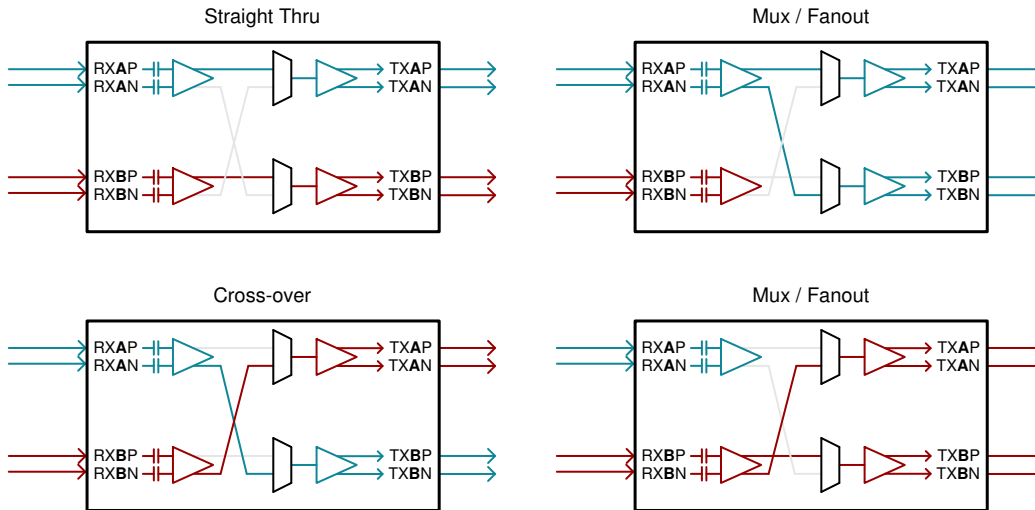 Straight Thru
RXAP
RXAN
TXAP
TXAN
RXBP
RXBN
TXBP
TXBN
Mux / Fanout
RXAP
RXAN
TXAP
TXAN
RXBP
RXBN
TXBP
TXBN
Cross-over
RXAP
RXAN
TXAP
TXAN
RXBP
RXBN
TXBP
TXBN
Mux / Fanout
RXAP
RXAN
TXAP
TXAN
RXBP
RXBN
TXBP
TXBN